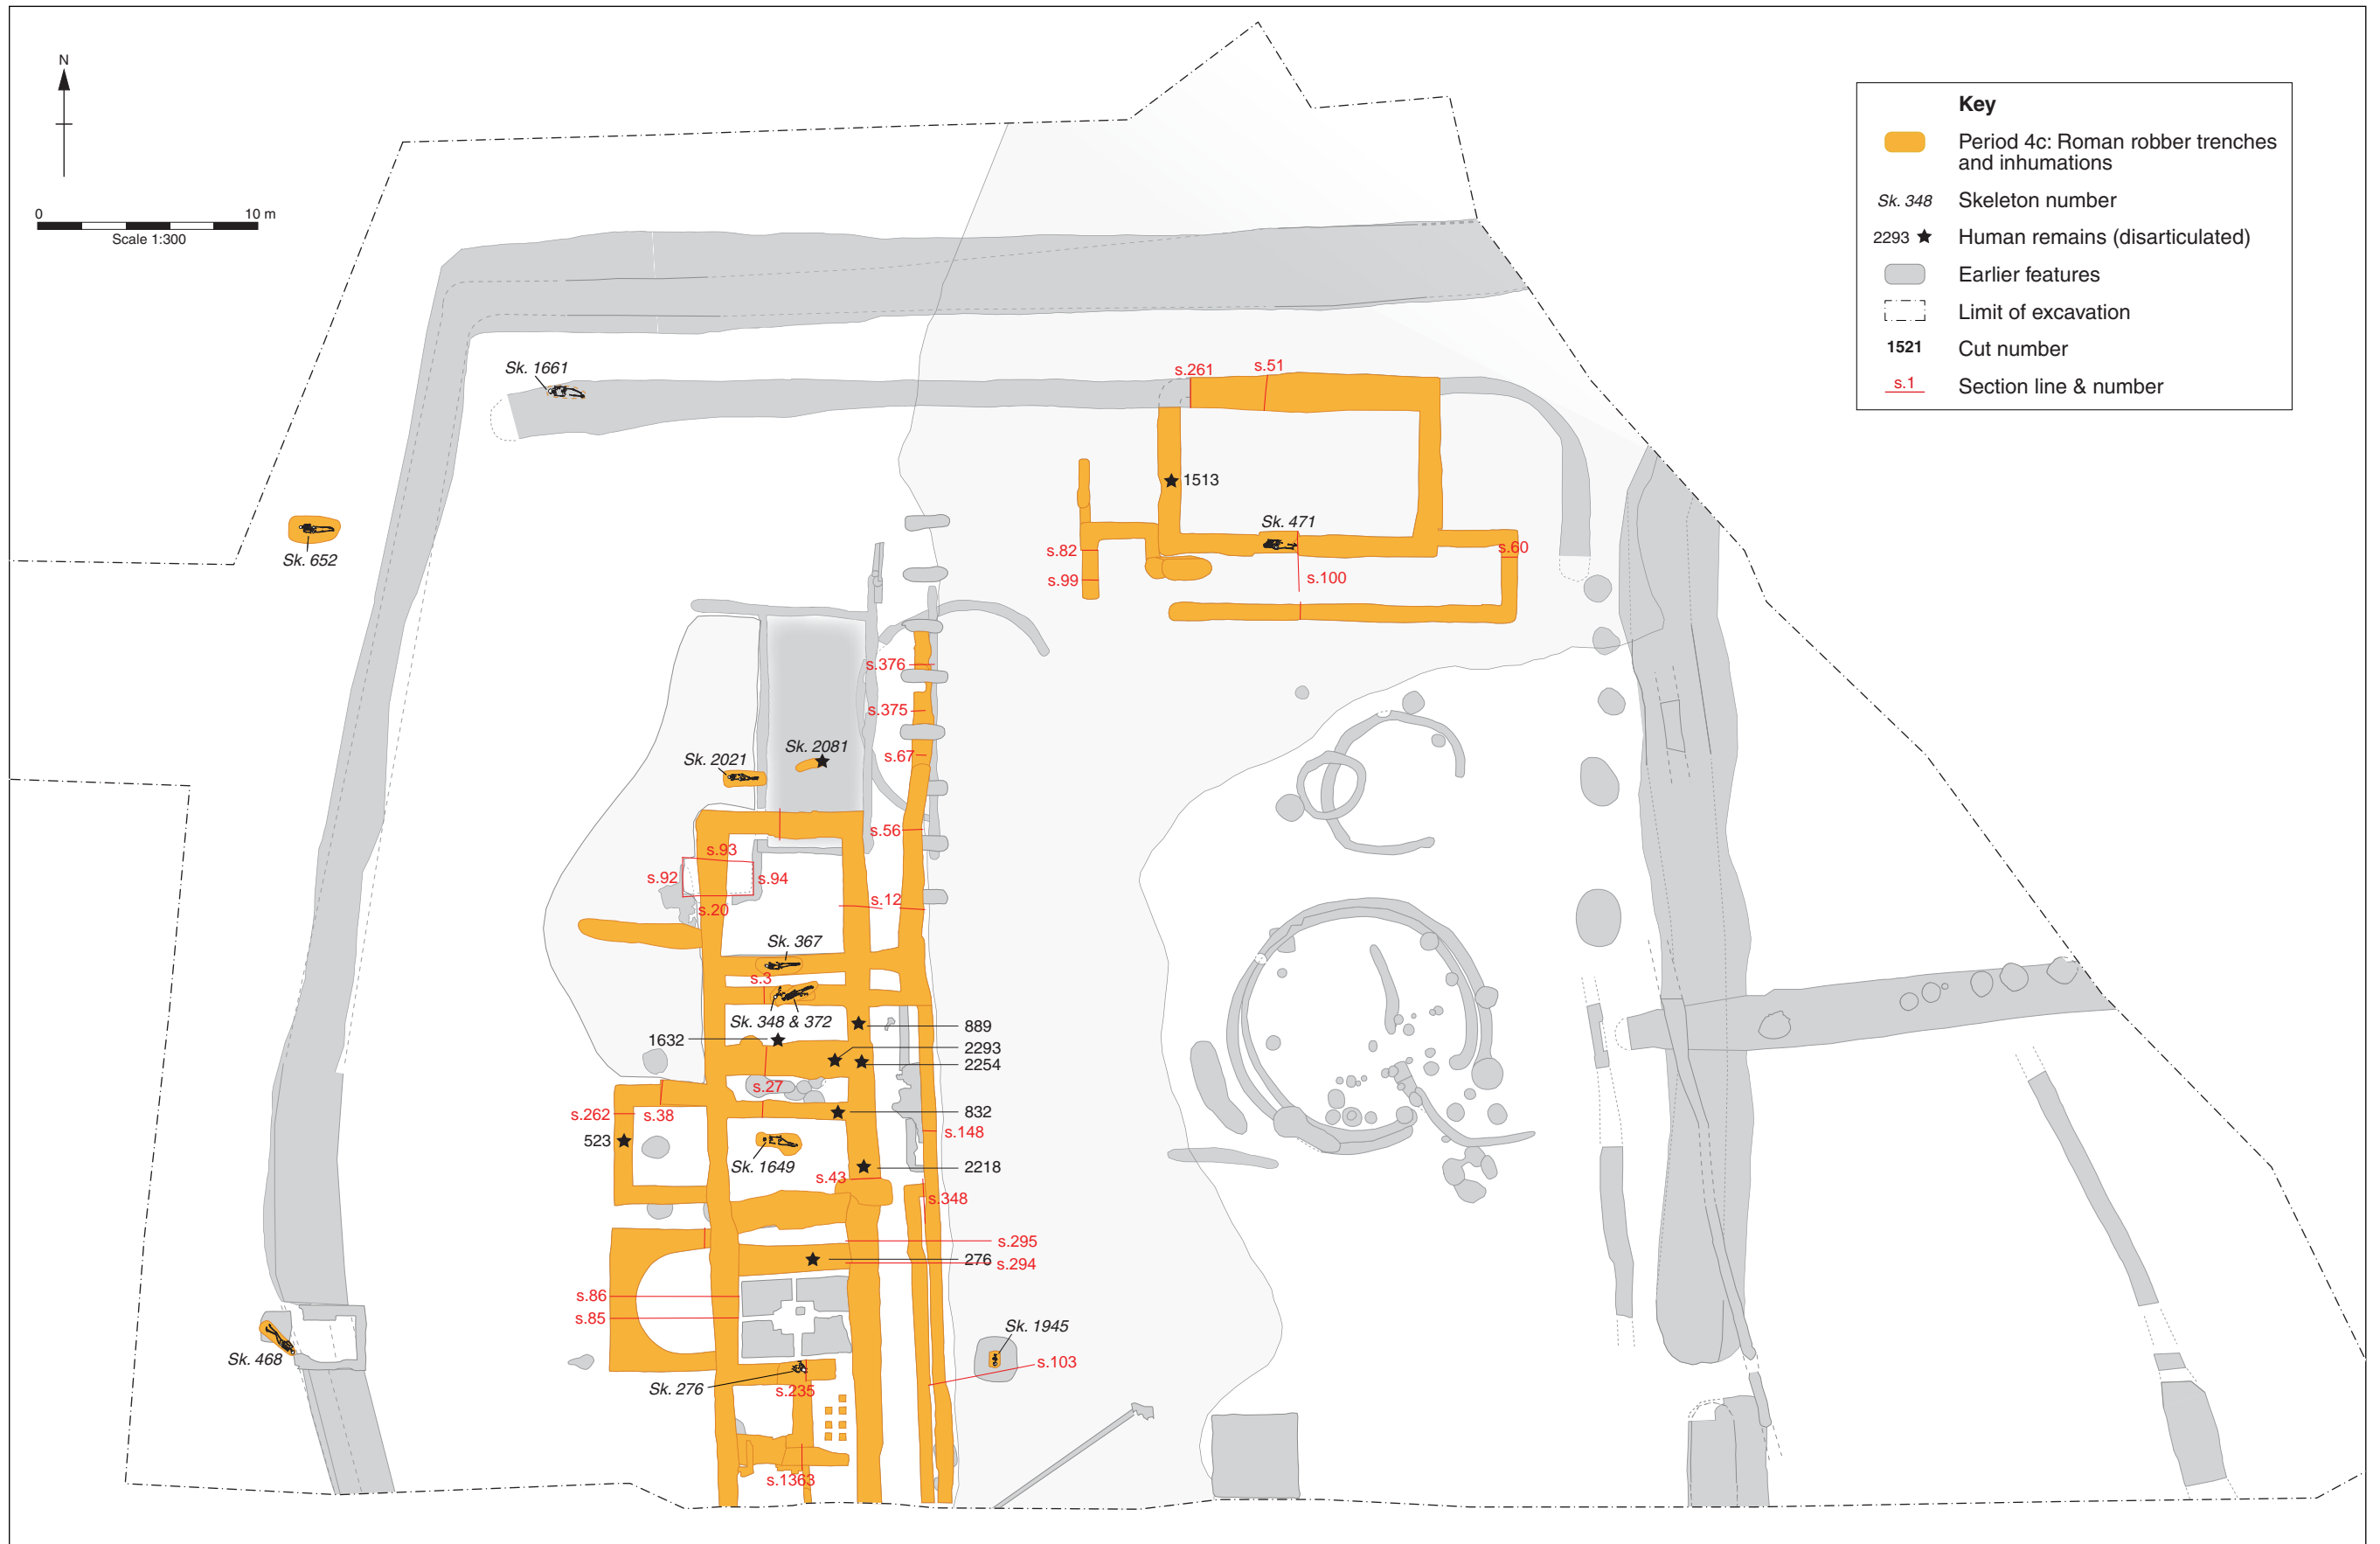 N
0 10 m
Scale 1:300
Key
Period 4c: Roman robber trenches
and inhumations
Sk. 348 Skeleton number
2293 Human remains (disarticulated)
Earlier features
Limit of excavation
1521 Cut number
s.1 Section line & number
Sk. 1661
s.261
s.51
1513
Sk. 471
Sk. 652
s.82
s.60
s.99
s.100
s.376
s.375
Sk. 2081
Sk. 2021
s.67
s.56
s.93
s.92
s.94
s.12
s.20
Sk. 367
s.3
Sk. 348 & 372
889
1632
2293
2254
s.27
s.262
s.38
832
523
s.148
Sk. 1649
2218
s.43
s.348
s.295
276
s.294
s.86
s.85
Sk. 1945
Sk. 468
s.103
Sk. 276
s.235
s.1363